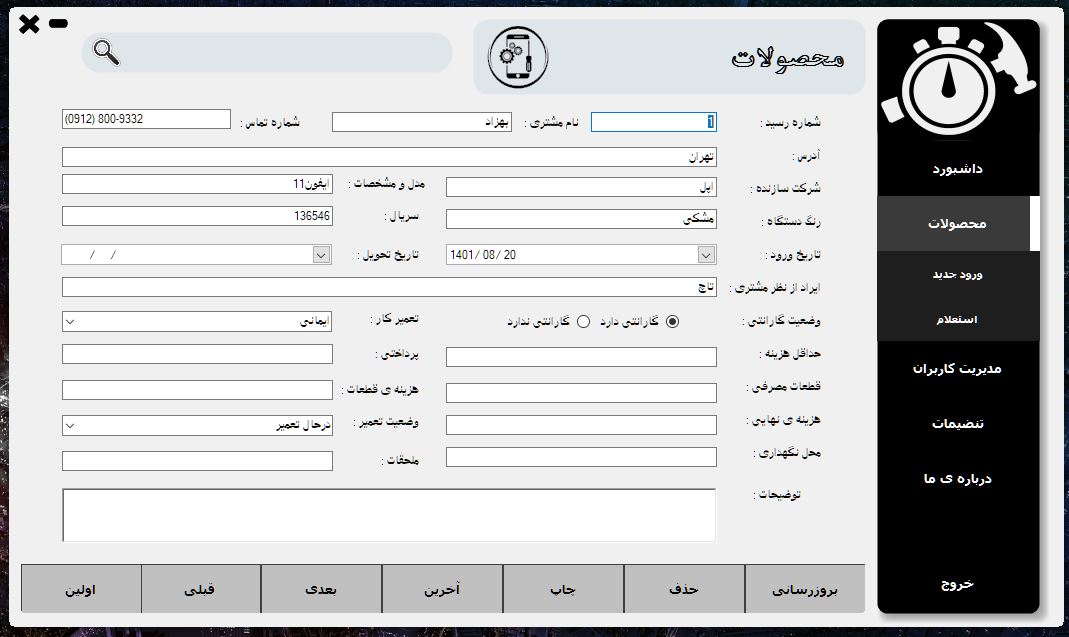 محصولات
شماره رسید : 1 نام مشتری : بهزاد شماره تماس : (0912) 800-9332
آدرس : تهران
شرکت سازنده : اپل مدل و مشخصات : ایفون11
رنگ دستگاه : مشکی سریال : 136546
تاریخ ورود : 1401/ 08/ 20 تاریخ تحویل : / /
ایراد از نظر مشتری : تاچ
وضعیت گارانتی : گارانتی دارد گارانتی ندارد تعمیر کار : ایمانی
حداقل هزینه : پرداختی :
قطعات مصرفی : هزینه ی قطعات :
هزینه ی نهایی : وضعیت تعمیر : درحال تعمیر
محل نگهداری : ملحقات :
توضیحات :
بروزرسانی حذف چاپ آخرین بعدی قبلی اولین
داشبورد
محصولات
ورود جدید
استعلام
مدیریت کاربران
تنضیمات
درباره ی ما
خروج